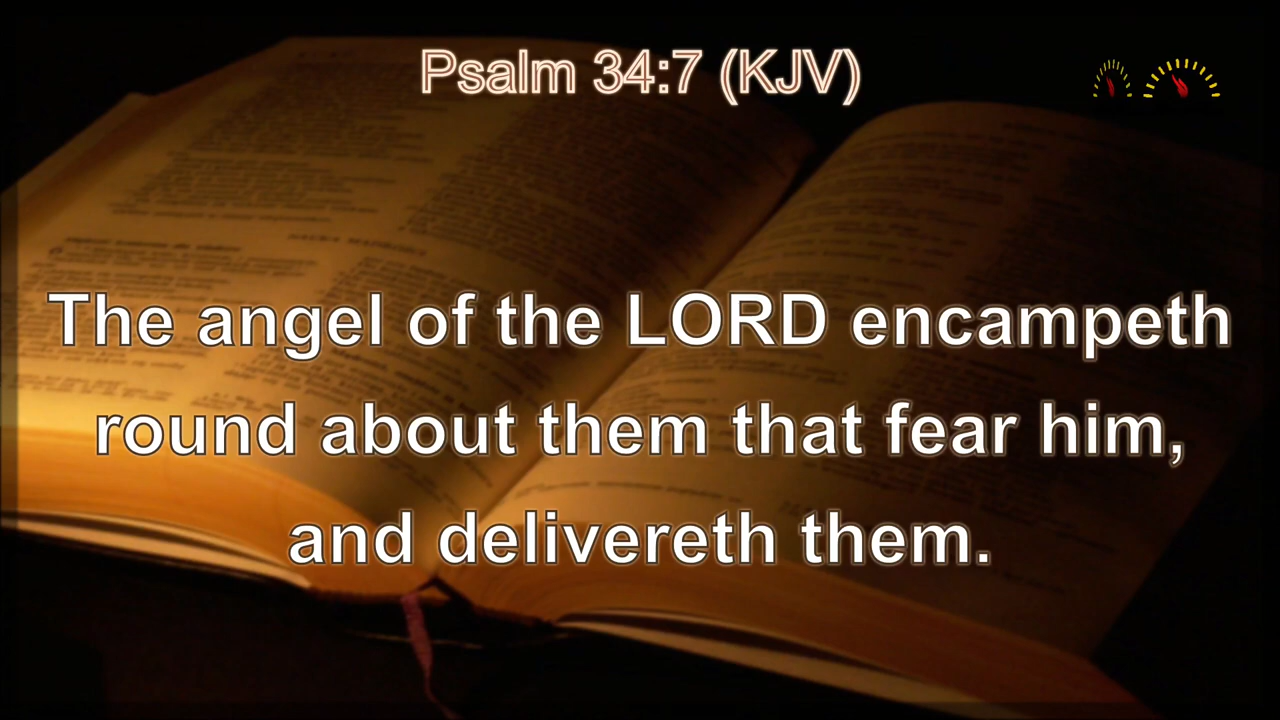 Psalm 34:7 (KJV)
The angel of the LORD encampeth
round about them that fear him,
and delivereth them.